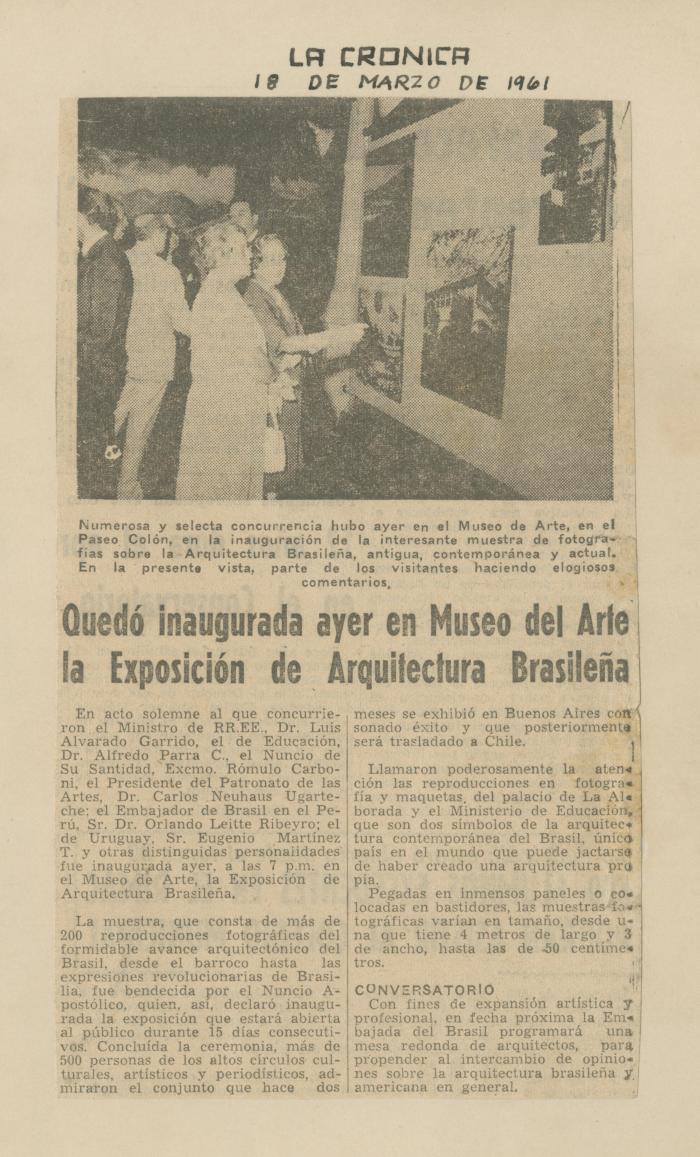 LA CRONICA
18 DE MARZO DE 1961
Numerosa y selecta concurrencia hubo ayer en el Museo de Arte, en el
Paseo Colón, en la inauguración de la interesante muestra de fotogra-
fías sobre la Arquitectura Brasileña, antigua, contemporánea y actual.
En la presente vista, parte de los visitantes haciendo elogiosos
comentarios.
Quedó inaugurada ayer en Museo del Arte
la Exposición de Arquitectura Brasileña
En acto solemne al que concurrie-
ron el Ministro de RR.EE., Dr. Luis
Alvarado Garrido, el de Educación,
Dr. Alfredo Parra C., el Nuncio de
Su Santidad, Excmo. Rómulo Carbo-
ni, el Presidente del Patronato de las
Artes, Dr. Carlos Neuhaus Ugarte-
che; el Embajador de Brasil en el Pe-
rú, Sr. Dr. Orlando Leitte Ribeyro; el
de Uruguay, Sr. Eugenio Martínez
T. y otras distinguidas personalidades
fue inaugurada ayer, a las 7 p.m. en
el Museo de Arte, la Exposición de
Arquitectura Brasileña.
La muestra, que consta de más de
200 reproducciones fotográficas del
formidable avance arquitectónico del
Brasil, desde el barroco hasta las
expresiones revolucionarias de Brasi-
lia, fue bendecida por el Nuncio A-
postólico, quien, así, declaró inaugu-
rada la exposición que estará abierta
al público durante 15 días consecuti-
vos. Concluída la ceremonia, más de
500 personas de los altos círculos cul-
turales, artísticos y periodísticos, ad-
miraron el conjunto que hace dos
meses se exhibió en Buenos Aires con
sonado éxito y que posteriormente
será trasladado a Chile.
Llamaron poderosamente la aten-
ción las reproducciones en fotogra-
fía y maquetas, del palacio de La Al-
borada y el Ministerio de Educación,
que son dos símbolos de la arquitec-
tura contemporánea del Brasil, único
país en el mundo que puede jactarse
de haber creado una arquitectura pro
pia.
Pegadas en inmensos paneles o co-
locadas en bastidores, las muestras fo-
tográficas varían en tamaño, desde u-
na que tiene 4 metros de largo y 3
de ancho, hasta las de 50 centíme-
tros.
CONVERSATORIO
Con fines de expansión artística y
profesional, en fecha próxima la Em-
bajada del Brasil programará una
mesa redonda de arquitectos, para
propender al intercambio de opinio-
nes sobre la arquitectura brasileña y
americana en general.